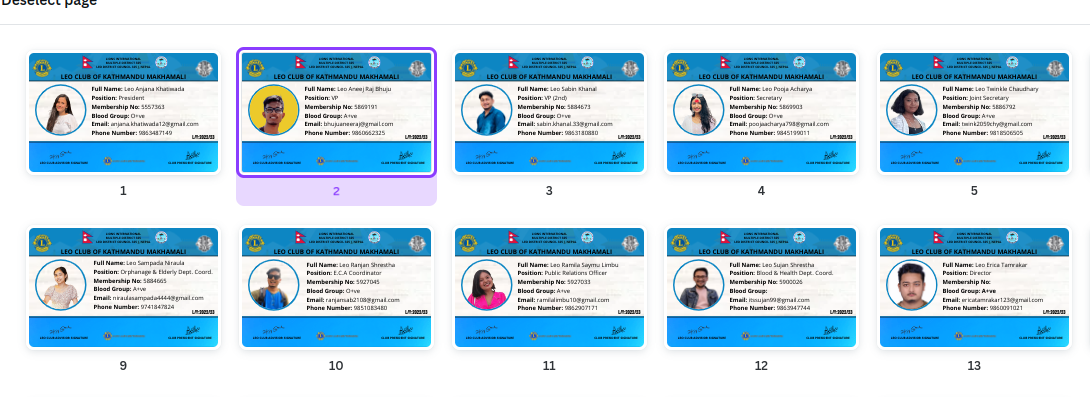 Deselect page
LIONS INTERNATIONAL
MULTIPLE DISTRICT 325
LEO DISTRICT COUNCIL 325 J, NEPAL
LEO CLUB OF KATHMANDU MAKHAMALI
Full Name: Leo Anjana Khatiwada
Position: President
Membership No: 5557363
Blood Group: O+ve
Email: anjana.khatiwada12@gmail.com
Phone Number: 9863487149
1
LEO CLUB OF KATHMANDU MAKHAMALI
Full Name: Leo Aneej Raj Bhuju
Position: VP
Membership No: 5869191
Blood Group: A+ve
Email: bhujuaneeraj@gmail.com
Phone Number: 9860662325
2
LEO CLUB OF KATHMANDU MAKHAMALI
Full Name: Leo Sabin Khanal
Position: VP (2nd)
Membership No: 5884673
Blood Group: O+ve
Email: sabin.khanal.33@gmail.com
Phone Number: 9863180880
3
LEO CLUB OF KATHMANDU MAKHAMALI
Full Name: Leo Pooja Acharya
Position: Secretary
Membership No: 5869903
Blood Group: O+ve
Email: poojaacharya798@gmail.com
Phone Number: 9845199011
4
LEO CLUB OF KATHMANDU MAKHAMALI
Full Name: Leo Twinkle Chaudhary
Position: Joint Secretary
Membership No: 5886792
Blood Group: O+ve
Email: twink2059chy@gmail.com
Phone Number: 9818506505
5
LEO CLUB OF KATHMANDU MAKHAMALI
Full Name: Leo Sampada Niraula
Position: Orphanage & Elderly Dept. Coord.
Membership No: 5884665
Blood Group: A+ve
Email: niraulasampada4444@gmail.com
Phone Number: 9741847824
9
LEO CLUB OF KATHMANDU MAKHAMALI
Full Name: Leo Ranjan Shrestha
Position: E.C.A Coordinator
Membership No: 5927045
Blood Group: O+ve
Email: ranjansab2108@gmail.com
Phone Number: 9851083480
10
LEO CLUB OF KATHMANDU MAKHAMALI
Full Name: Leo Ramila Saymu Limbu
Position: Public Relations Officer
Membership No: 5927033
Blood Group: A+ve
Email: ramilalimbu10@gmail.com
Phone Number: 9862907171
11
LEO CLUB OF KATHMANDU MAKHAMALI
Full Name: Leo Sujan Shrestha
Position: Blood & Health Dept. Coord.
Membership No: 5900026
Blood Group:
Email: itsoujan99@gmail.com
Phone Number: 9863947744
12
LEO CLUB OF KATHMANDU MAKHAMALI
Full Name: Leo Erica Tamrakar
Position: Director
Membership No:
Blood Group: A+ve
Email: ericatamrakar123@gmail.com
Phone Number: 9860091021
13